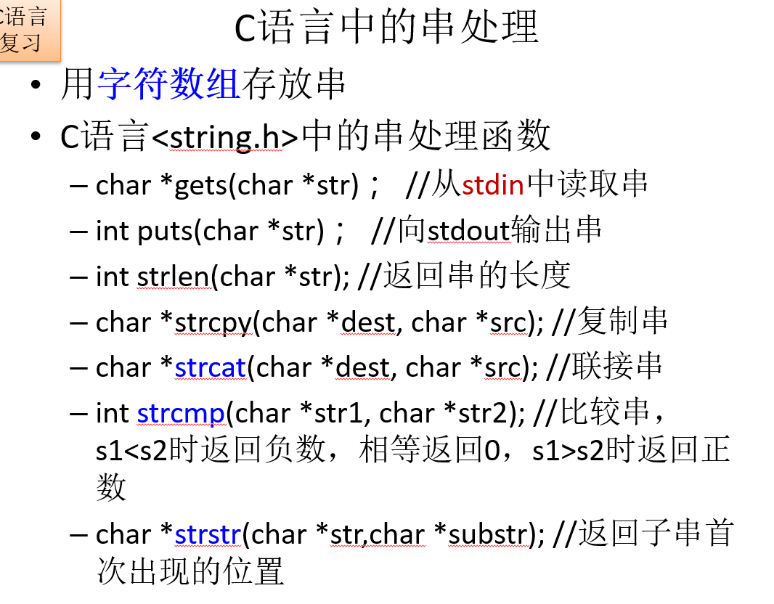 C语言
复习
C语言中的串处理
• 用字符数组存放串
• C语言<string.h>中的串处理函数
– char *gets(char *str)； //从stdin中读取串
– int puts(char *str)； //向stdout输出串
– int strlen(char *str); //返回串的长度
– char *strcpy(char *dest, char *src); //复制串
– char *strcat(char *dest, char *src); //联接串
– int strcmp(char *str1, char *str2); //比较串，
s1<s2时返回负数，相等返回0，s1>s2时返回正
数
– char *strstr(char *str,char *substr); //返回子串首
次出现的位置